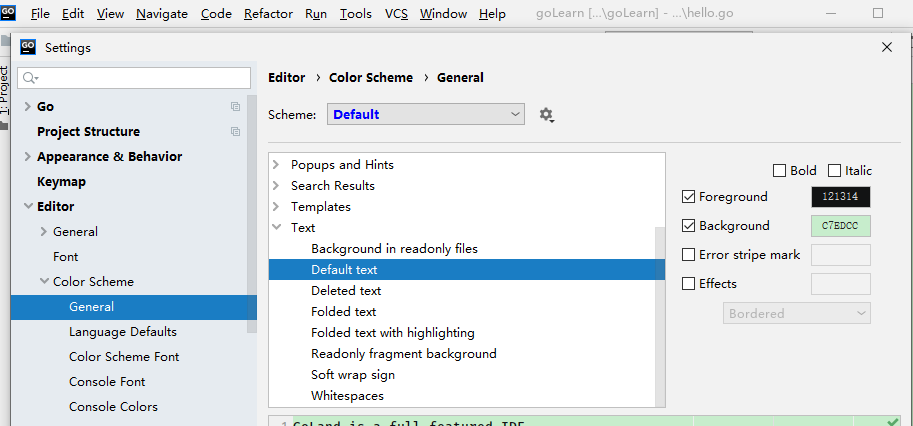 GO File Edit View Navigate Code Refactor Run Tools VCS Window Help goLearn [...\goLearn] - ...\hello.go
GO Settings
1: Project
Go
Project Structure
Appearance & Behavior
Keymap
Editor
General
Font
Color Scheme
General
Language Defaults
Color Scheme Font
Console Font
Console Colors
Editor › Color Scheme › General
Scheme: Default
Popups and Hints
Search Results
Templates
Text
Background in readonly files
Default text
Deleted text
Folded text
Folded text with highlighting
Readonly fragment background
Soft wrap sign
Whitespaces
Bold Italic
Foreground 121314
Background C7EDCC
Error stripe mark
Effects
Bordered
1 GoLand is a full-featured IDE